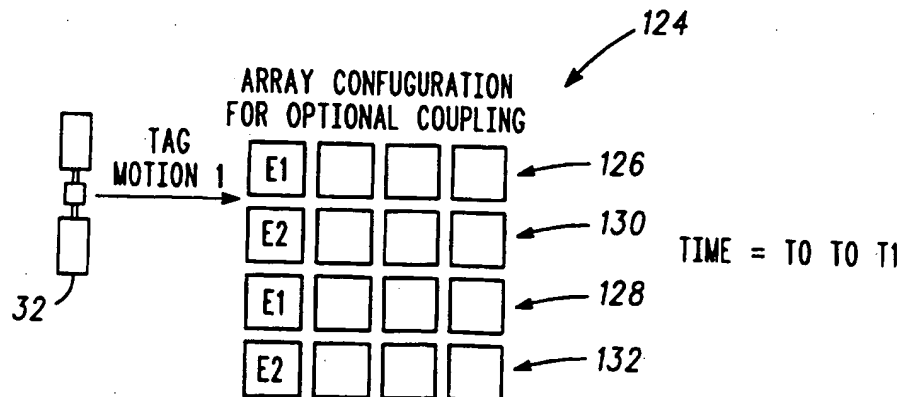 124
ARRAY CONFUGURATION
FOR OPTIONAL COUPLING
TAG
MOTION 1
E1
126
E2
130
TIME = T0 TO T1
32
E1
128
E2
132